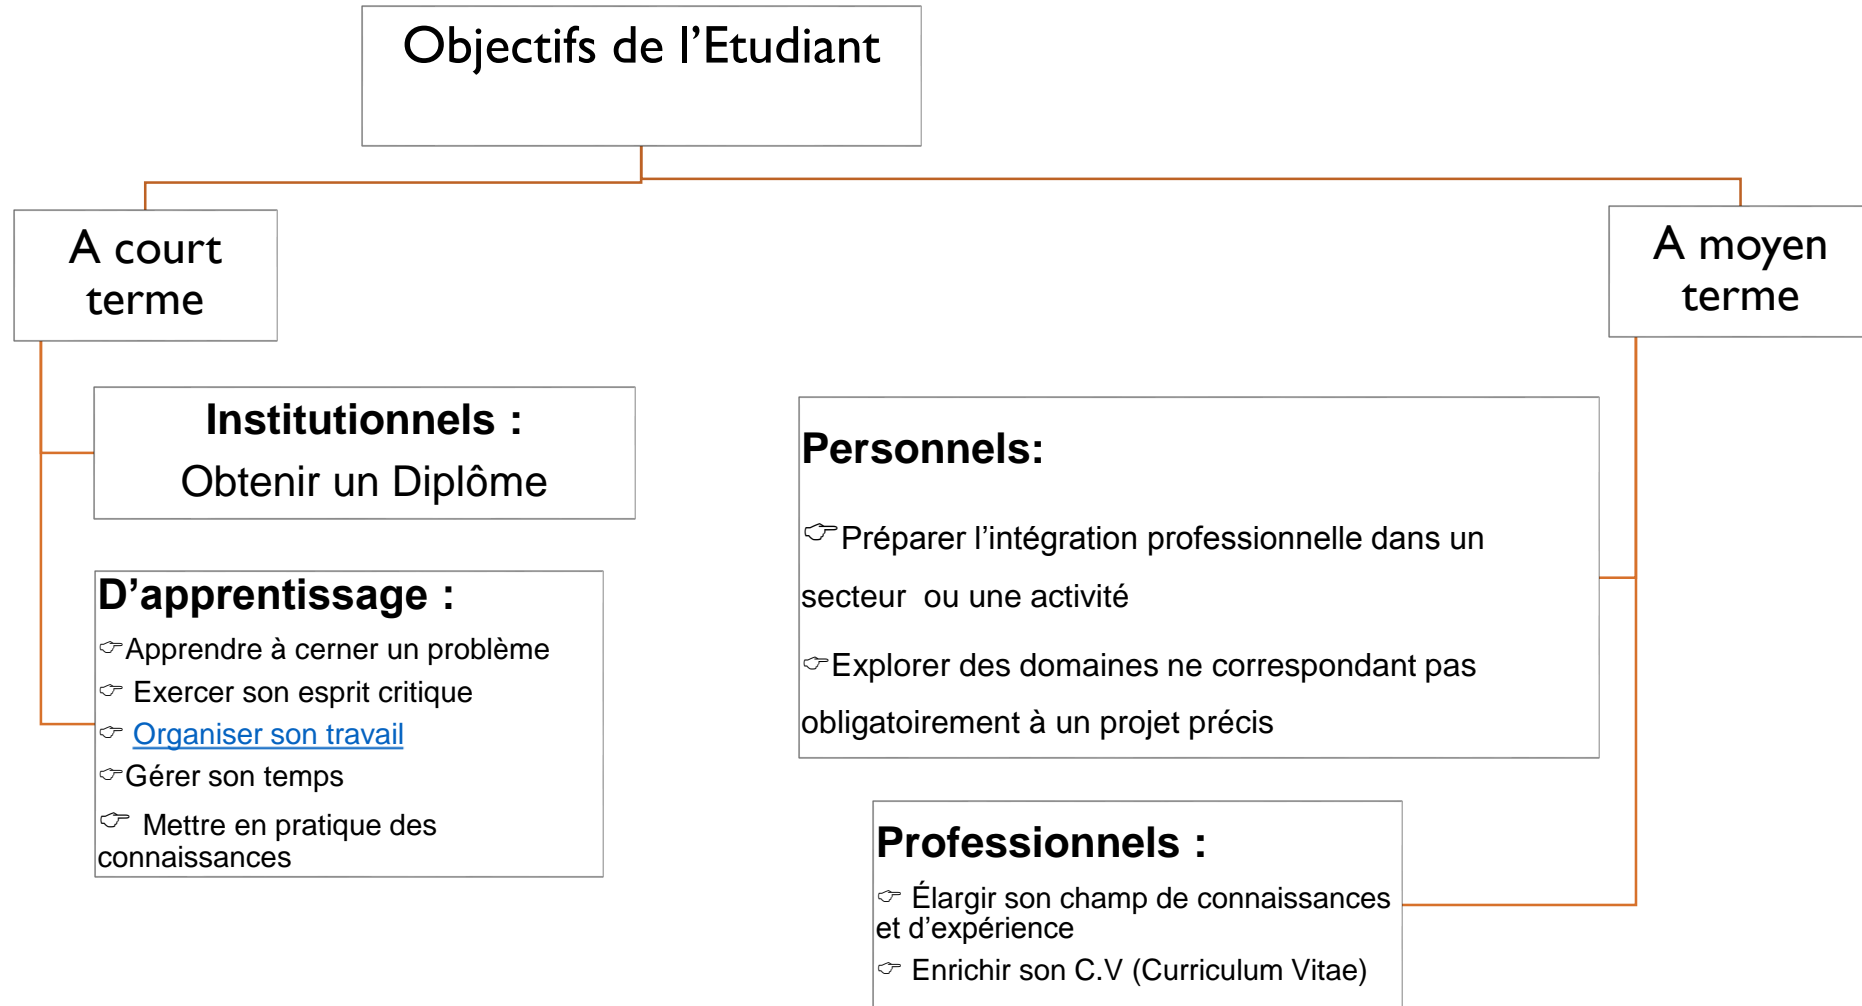 Objectifs de l’Etudiant
A court
terme
A moyen
terme
Institutionnels :
Obtenir un Diplôme
D’apprentissage :
☞Apprendre à cerner un problème
☞ Exercer son esprit critique
☞ Organiser son travail
☞Gérer son temps
☞ Mettre en pratique des
connaissances
Personnels:
☞Préparer l’intégration professionnelle dans un
secteur ou une activité
☞Explorer des domaines ne correspondant pas
obligatoirement à un projet précis
Professionnels :
☞ Élargir son champ de connaissances
et d’expérience
☞ Enrichir son C.V (Curriculum Vitae)